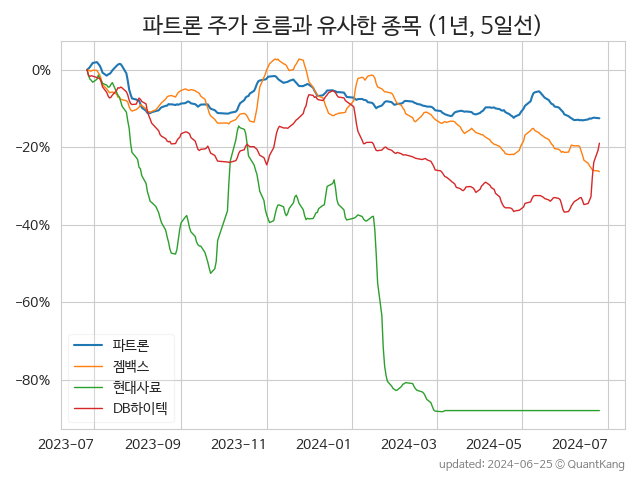 파트론 주가 흐름과 유사한 종목 (1년, 5일선)
0%
−20%
−40%
−60%
−80%
파트론
젬백스
현대사료
DB하이텍
2023-07 2023-09 2023-11 2024-01 2024-03 2024-05 2024-07
updated: 2024-06-25 © QuantKang